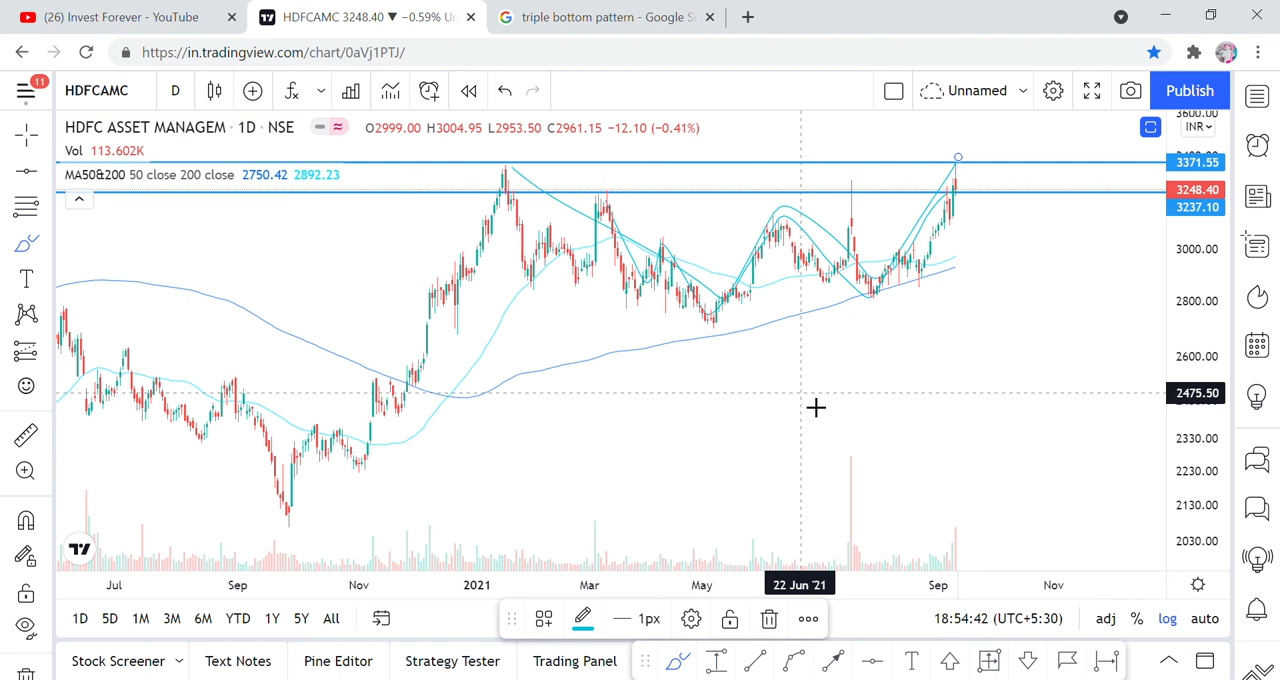 (26) Invest Forever - YouTube
HDFCAMC 3248.40 ▼ −0.59% Un
triple bottom pattern - Google Se
https://in.tradingview.com/chart/0aVj1PTJ/
11
HDFCAMC D
Unnamed
Publish
HDFC ASSET MANAGEM · 1D · NSE
O2999.00 H3004.95 L2953.50 C2961.15 −12.10 (−0.41%)
3600.00
INR
Vol 113.602K
3371.55
MA50&200 50 close 200 close 2750.42 2892.23
3248.40
3237.10
3000.00
2800.00
2600.00
2475.50
2330.00
2230.00
2130.00
2030.00
Jul Sep Nov 2021 Mar May 22 Jun '21 Sep Nov
1D 5D 1M 3M 6M YTD 1Y 5Y All
1px
18:54:42 (UTC+5:30)
adj % log auto
Stock Screener Text Notes Pine Editor Strategy Tester Trading Panel